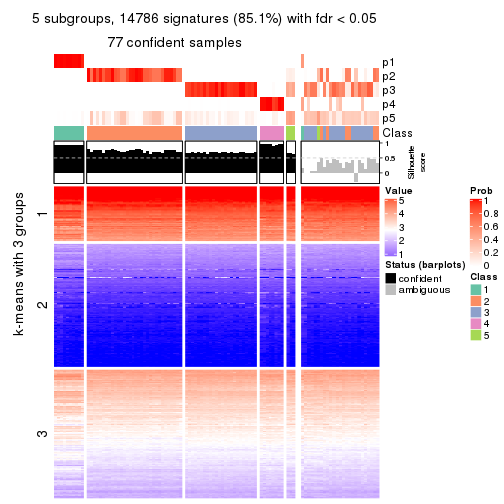 5 subgroups, 14786 signatures (85.1%) with fdr < 0.05
77 confident samples
p1
p2
p3
p4
p5
Class
1
0.5
0
Silhouette
score
k-means with 3 groups
1
2
3
Value
5
4
3
2
1
Status (barplots)
confident
ambiguous
Prob
1
0.8
0.6
0.4
0.2
0
Class
1
2
3
4
5